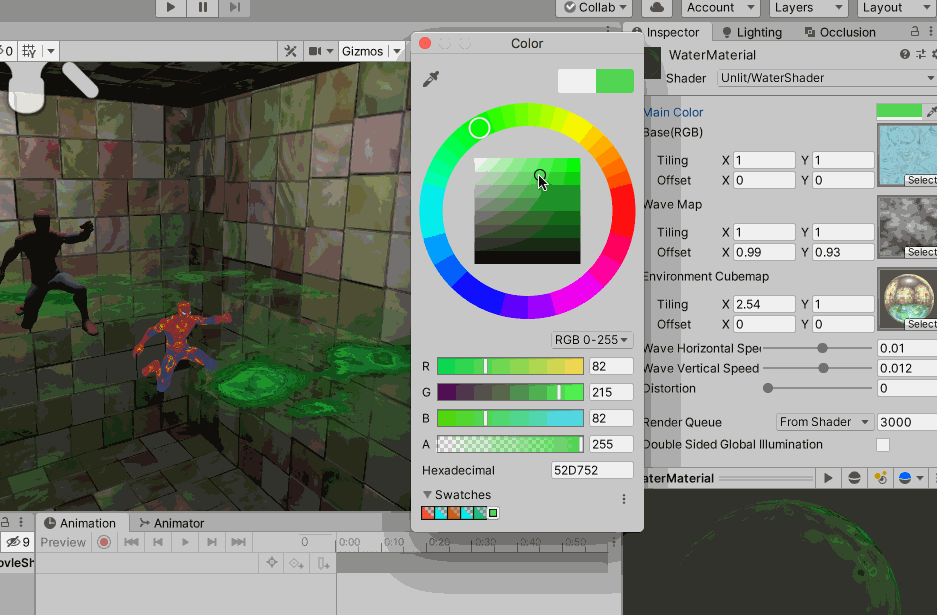 Collab
Account
Layers
Layout
0
Gizmos
Color
Inspector
Lighting
Occlusion
WaterMaterial
Shader
Unlit/WaterShader
Main Color
Base(RGB)
Tiling X 1 Y 1
Offset X 0 Y 0
Select
Wave Map
Tiling X 1 Y 1
Offset X 0.99 Y 0.93
Select
Environment Cubemap
Tiling X 2.54 Y 1
Offset X 0 Y 0
Select
RGB 0-255
Wave Horizontal Spe 0.01
Wave Vertical Speed 0.012
Distortion 0
R 82
G 215
B 82
A 255
Render Queue From Shader 3000
Double Sided Global Illumination
Hexadecimal 52D752
aterMaterial
Swatches
Animation
Animator
9
Preview
0
0:00 0:10 0:20 0:30 0:40 0:50
ovieSh